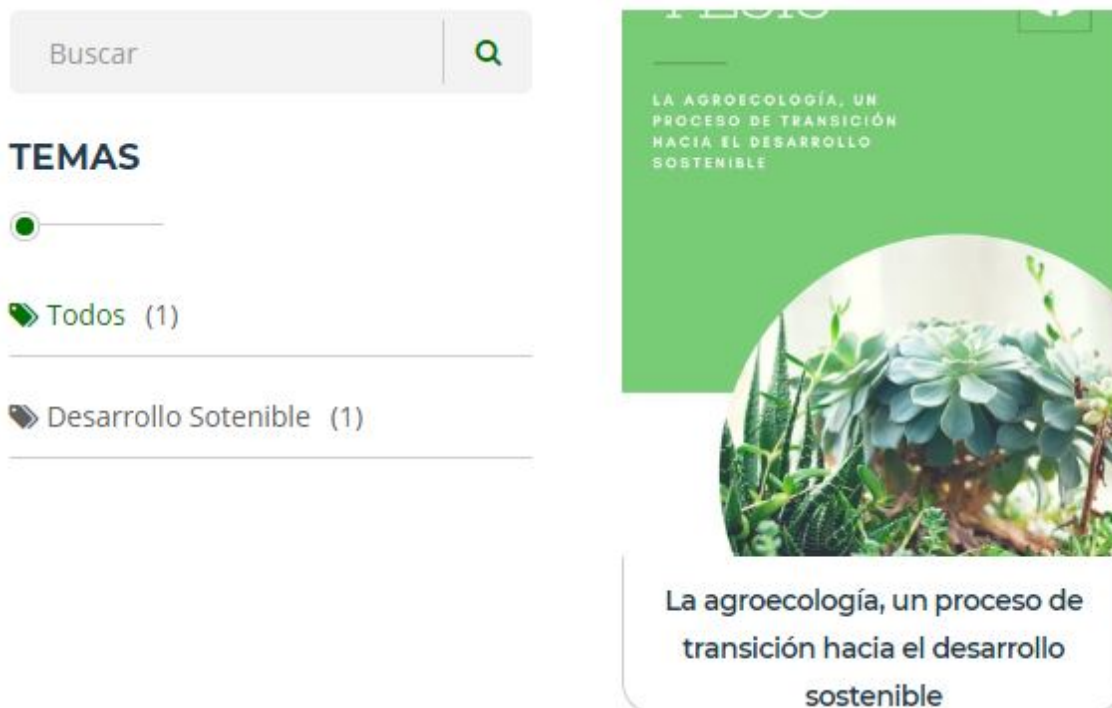 Buscar
TEMAS
Todos (1)
Desarrollo Sotenible (1)
LA AGROECOLOGÍA, UN
PROCESO DE TRANSICIÓN
HACIA EL DESARROLLO
SOSTENIBLE
La agroecología, un proceso de
transición hacia el desarrollo
sostenible